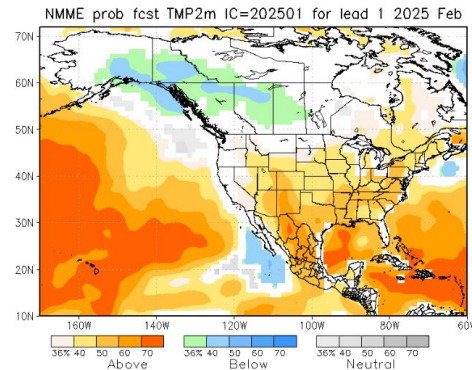 NMME prob fcst TMP2m IC=202501 for lead 1 2025 Feb
70N
60N
50N
40N
30N
20N
10N
160W 140W 120W 100W 80W 60W
36% 40 50 60 70 36% 40 50 60 70 36% 40 50 60 70
Above Below Neutral